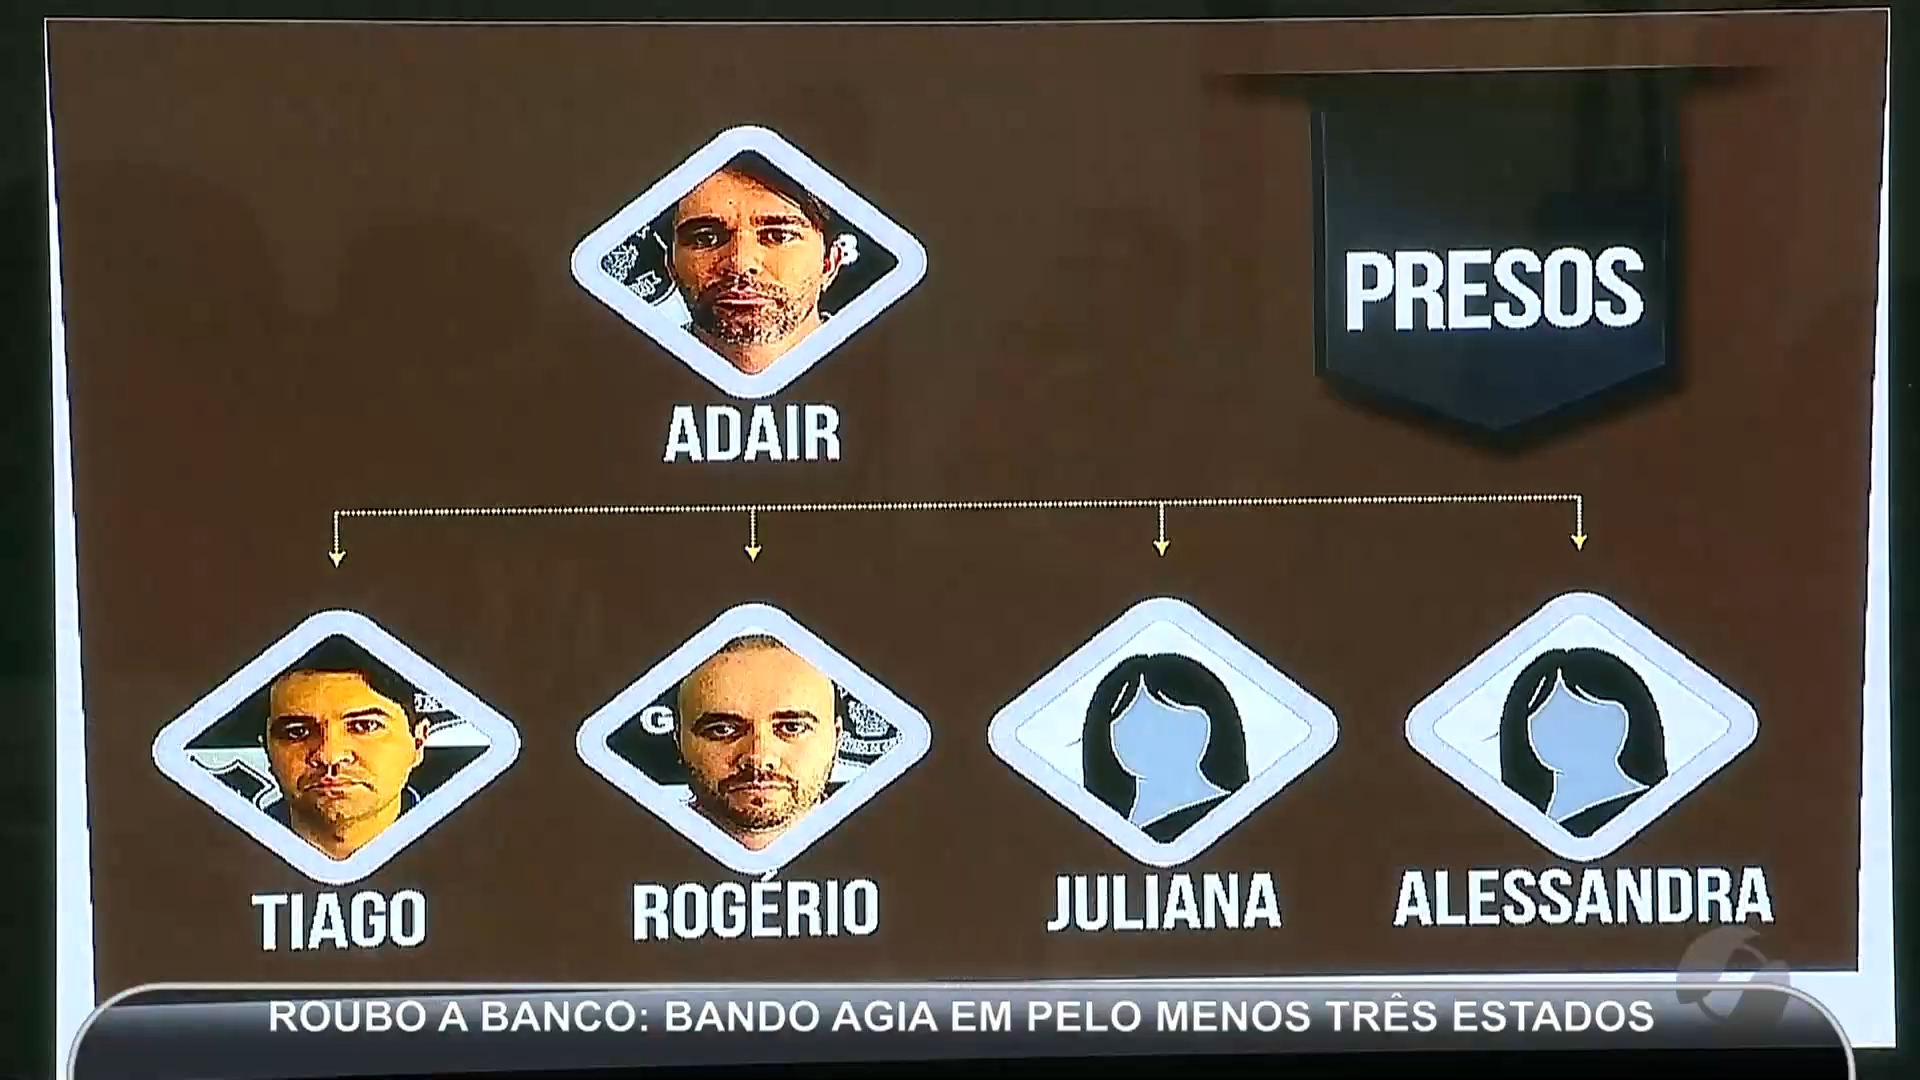 PRESOS
ADAIR
TIAGO
ROGÉRIO
JULIANA
ALESSANDRA
ROUBO A BANCO: BANDO AGIA EM PELO MENOS TRÊS ESTADOS